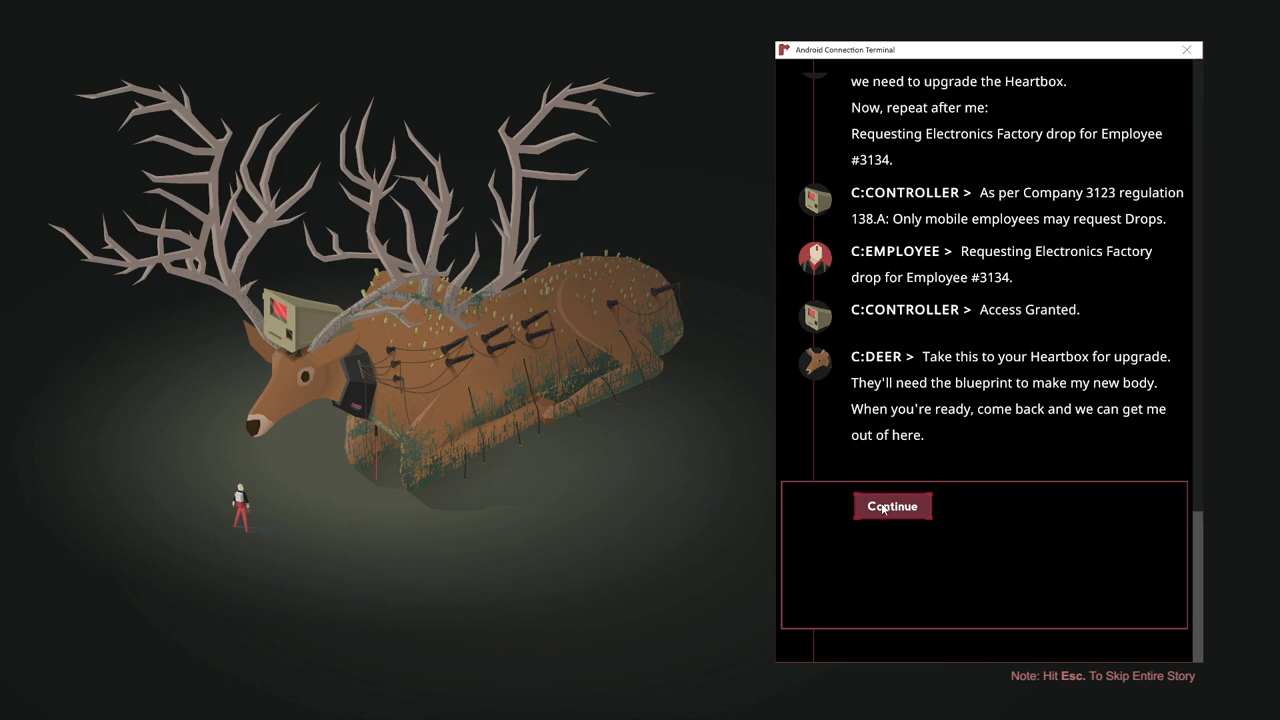 Android Connection Terminal
we need to upgrade the Heartbox.
Now, repeat after me:
Requesting Electronics Factory drop for Employee
#3134.
C:CONTROLLER > As per Company 3123 regulation
138.A: Only mobile employees may request Drops.
C:EMPLOYEE > Requesting Electronics Factory
drop for Employee #3134.
C:CONTROLLER > Access Granted.
C:DEER > Take this to your Heartbox for upgrade.
They'll need the blueprint to make my new body.
When you're ready, come back and we can get me
out of here.
Continue
Note: Hit Esc. To Skip Entire Story